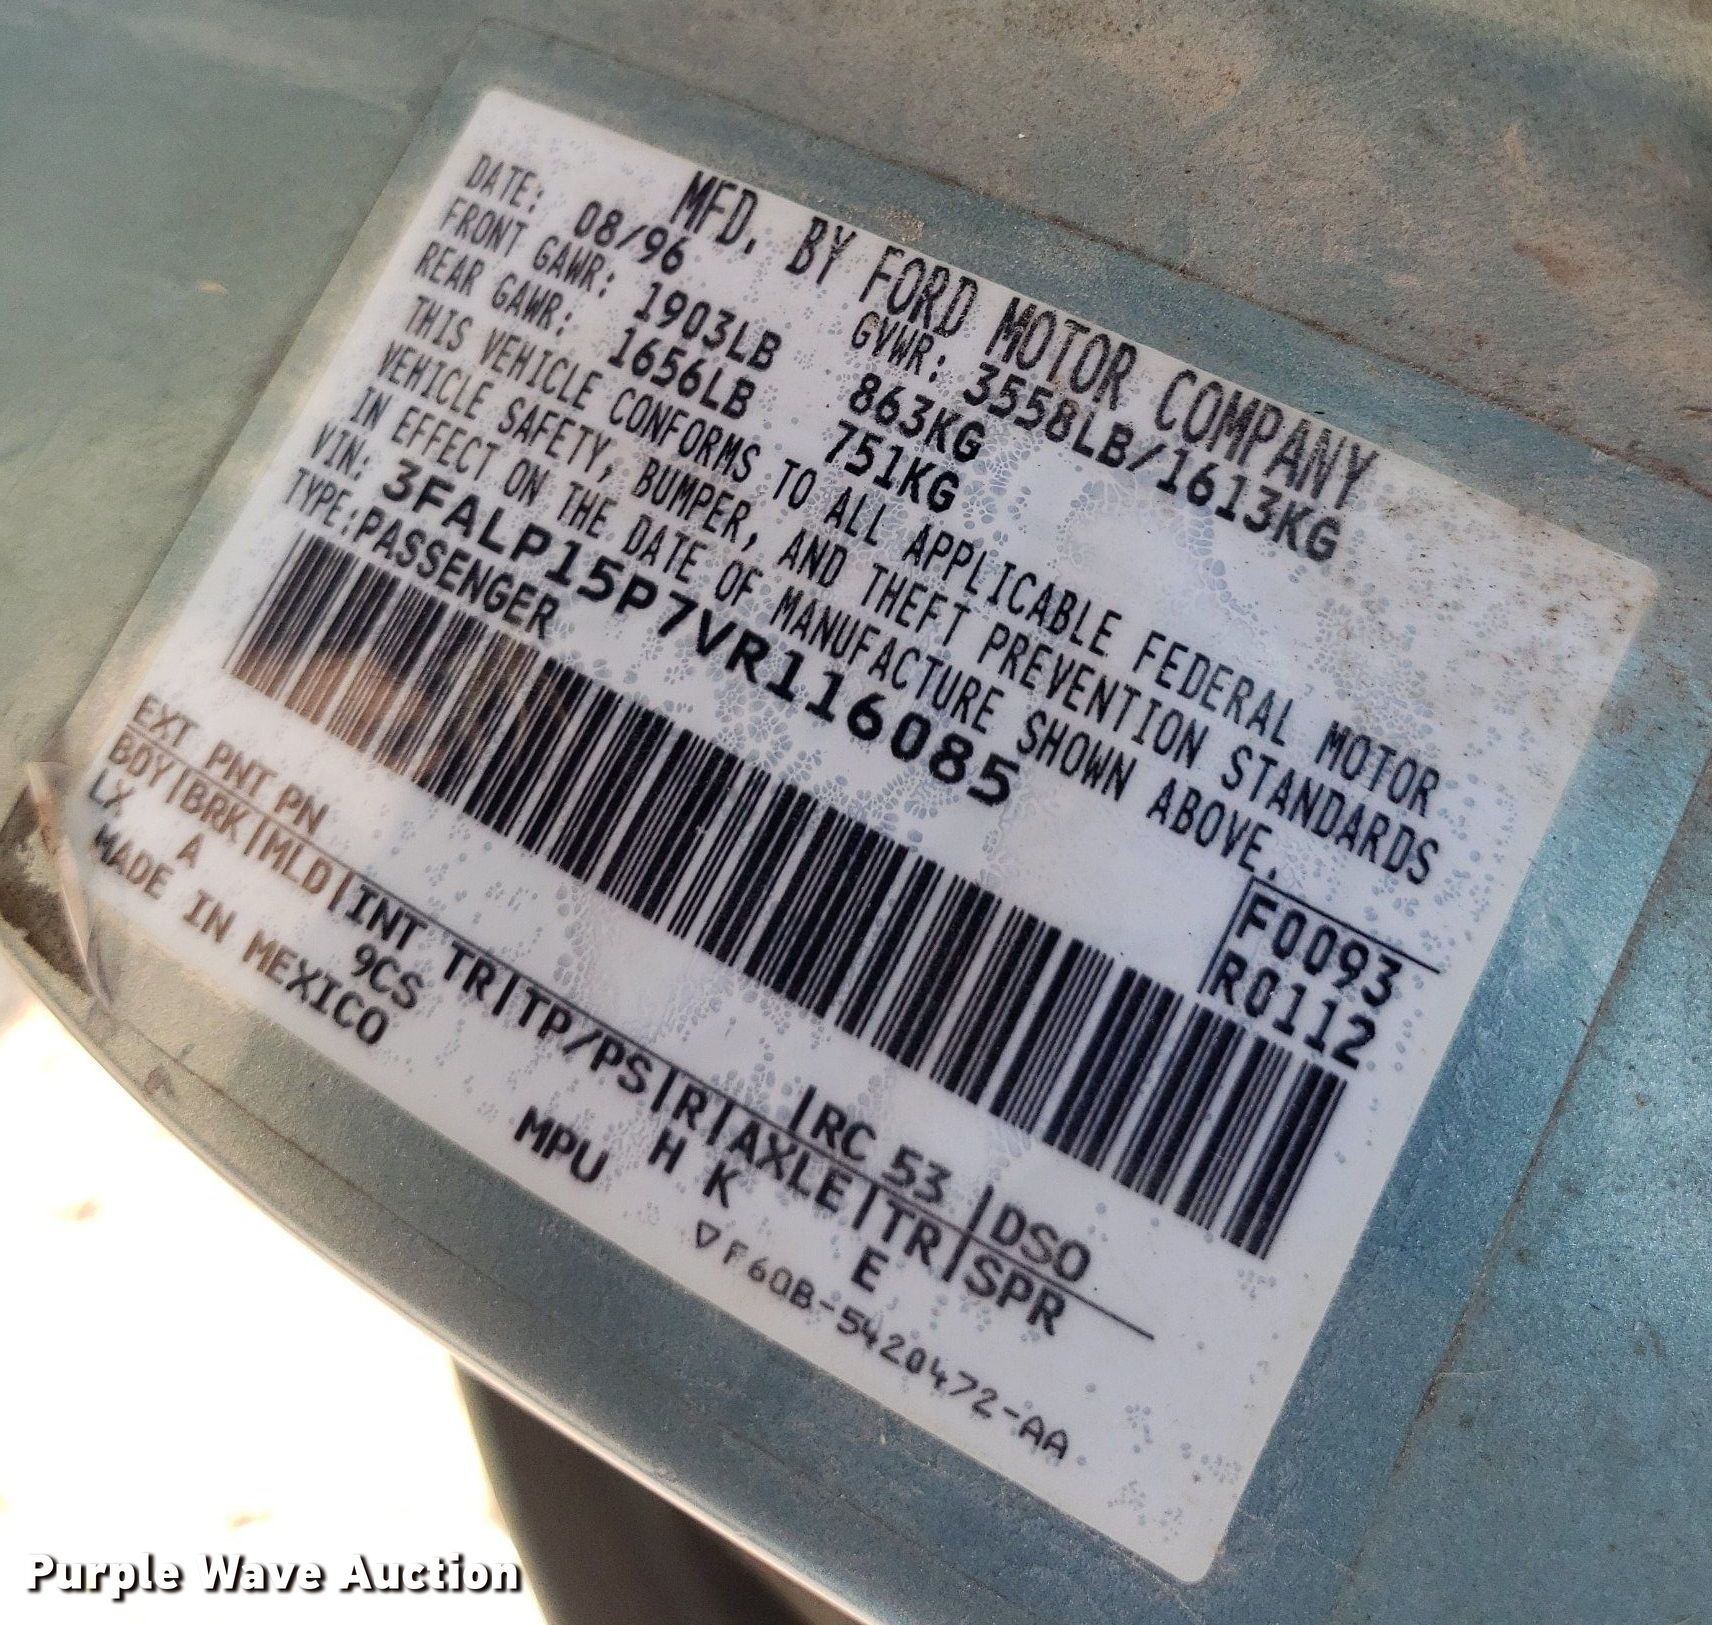 MFD. BY FORD MOTOR COMPANY
DATE: 08/96 GVWR: 3558LB/1613KG
FRONT GAWR: 1903LB 863KG
REAR GAWR: 1656LB 751KG
THIS VEHICLE CONFORMS TO ALL APPLICABLE FEDERAL MOTOR
VEHICLE SAFETY, BUMPER, AND THEFT PREVENTION STANDARDS
IN EFFECT ON THE DATE OF MANUFACTURE SHOWN ABOVE.
VIN: 3FALP15P7VR116085 F0093
TYPE:PASSENGER R0112
EXT PNT PN |RC 53 |DSO
BDY|BRK|MLD|INT TR|TP/PS|R|AXLE|TR|SPR
LX A 9CS MPU H K E
MADE IN MEXICO ▽F60B-5420472-AA
Purple Wave Auction